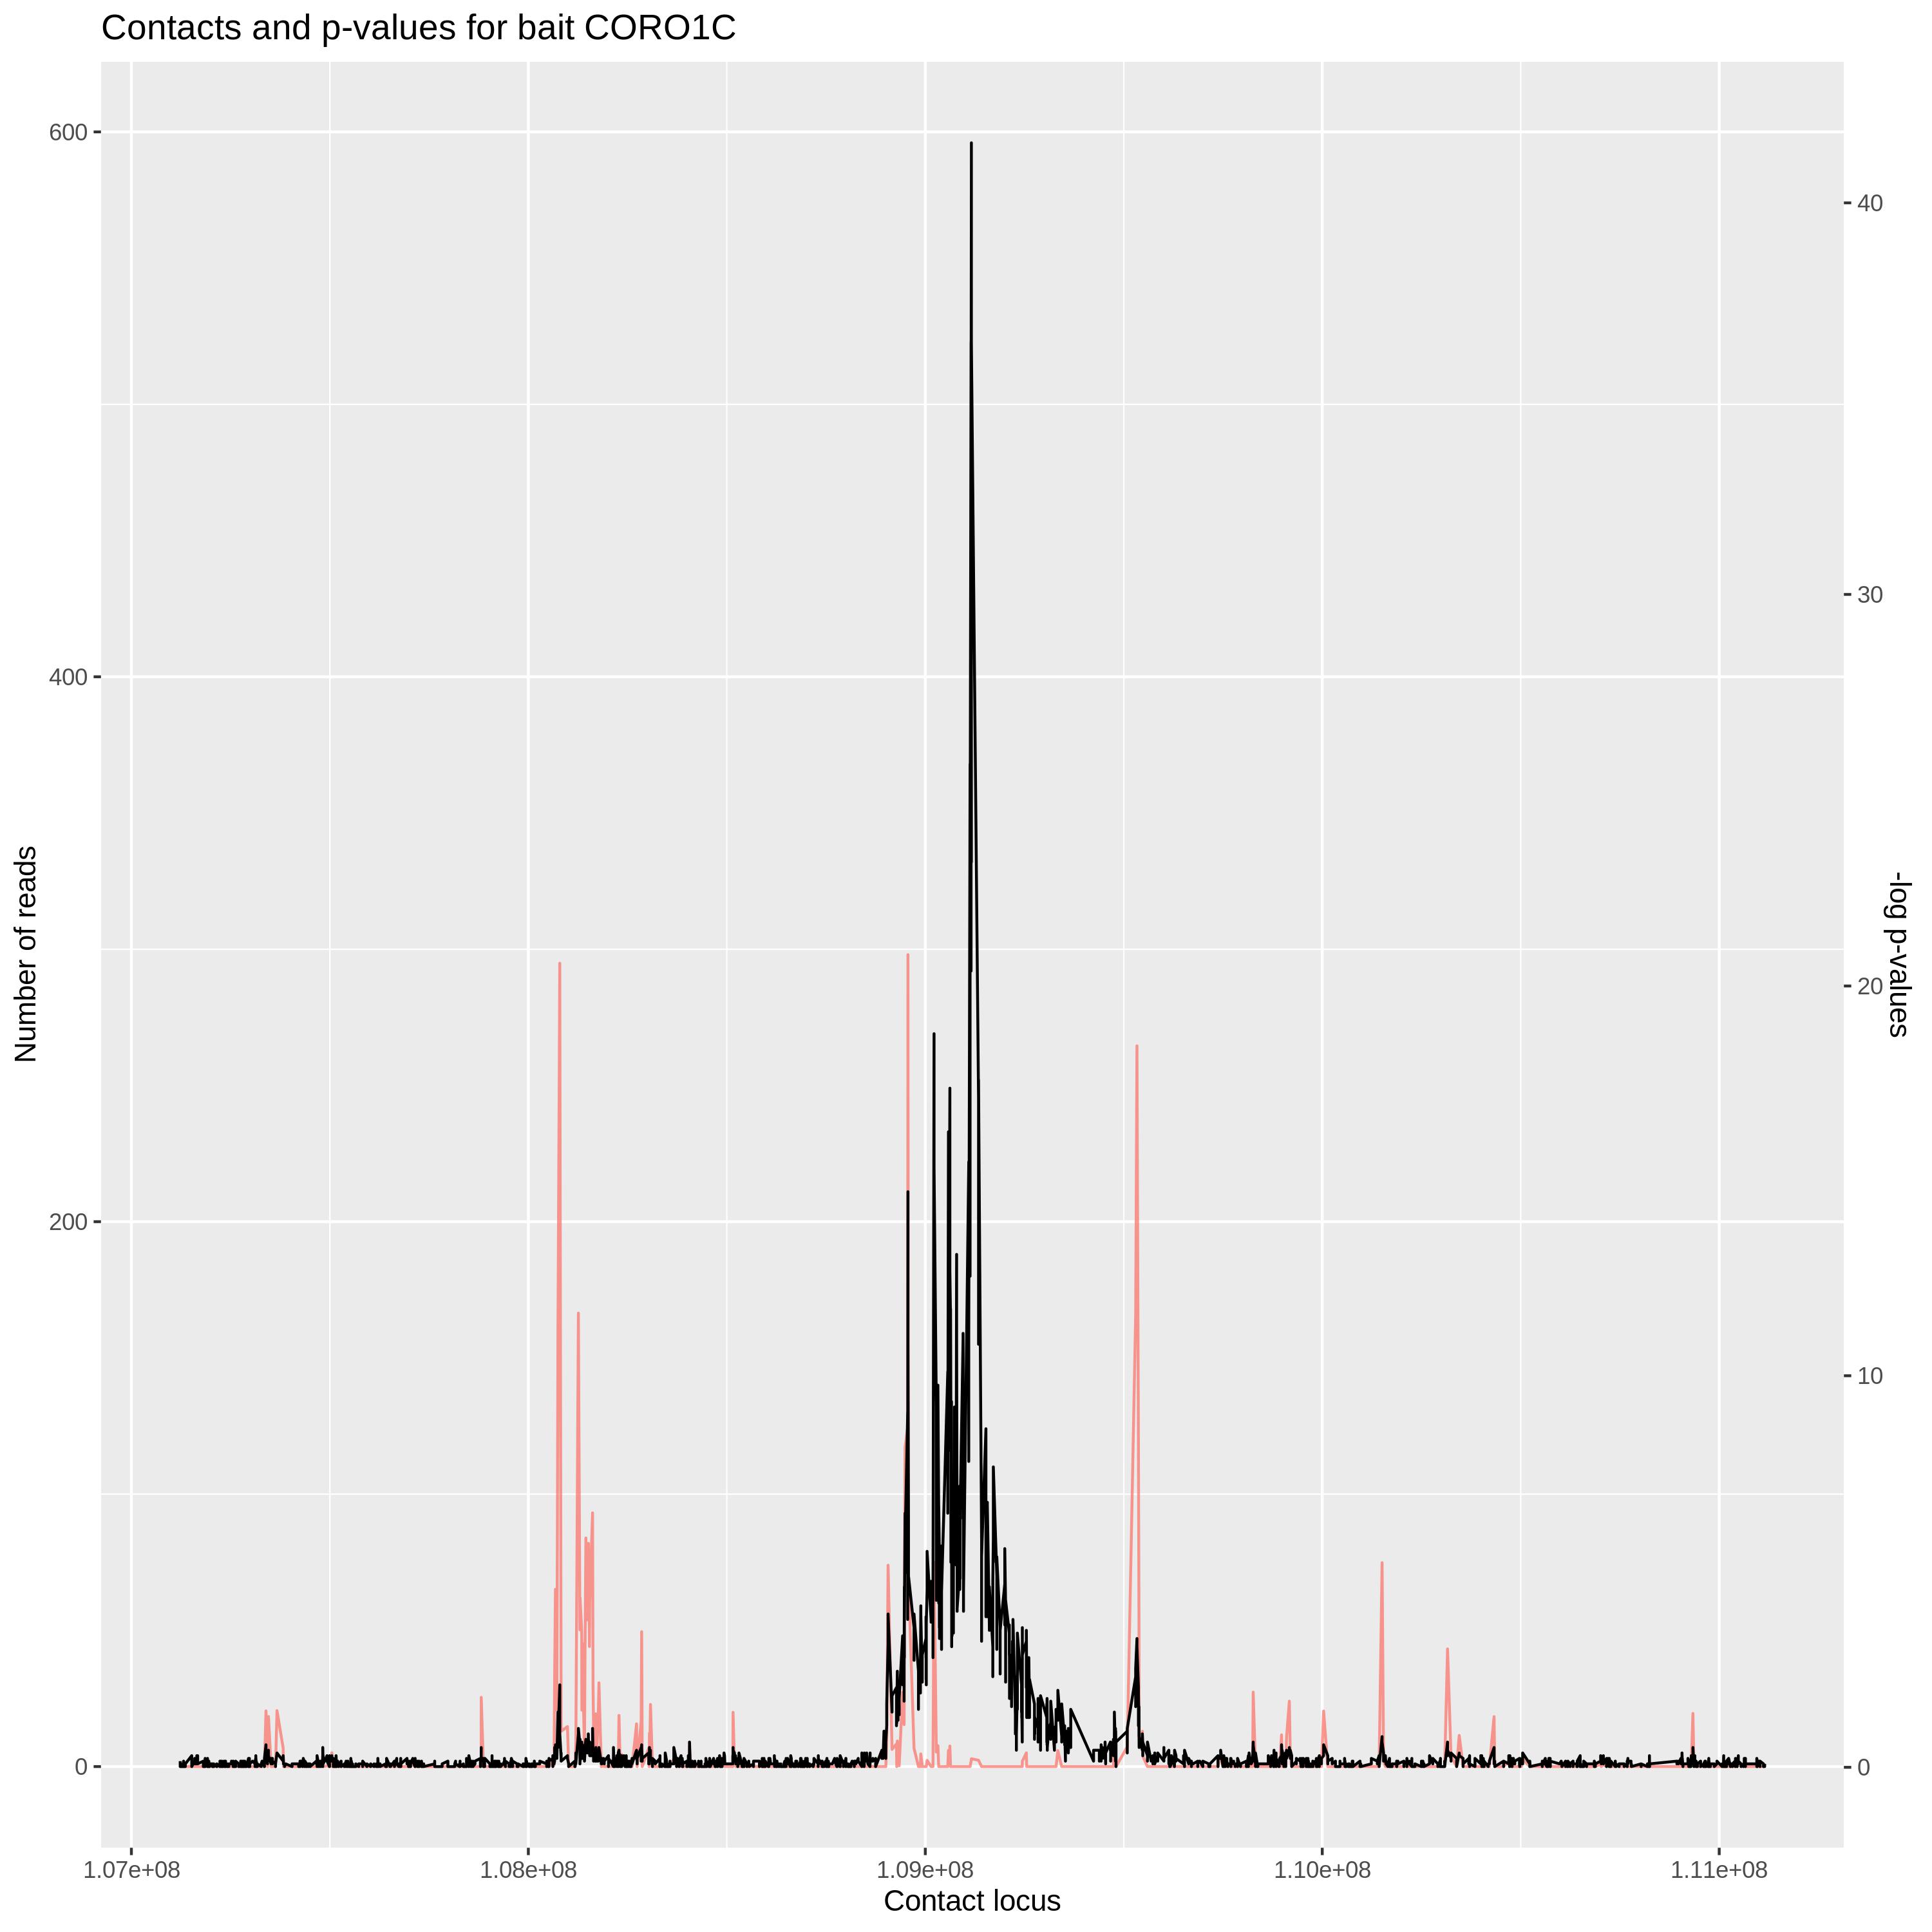 Contacts and p-values for bait CORO1C
600
400
200
0
Number of reads
40
30
20
10
0
-log p-values
1.07e+08 1.08e+08 1.09e+08 1.10e+08 1.11e+08
Contact locus